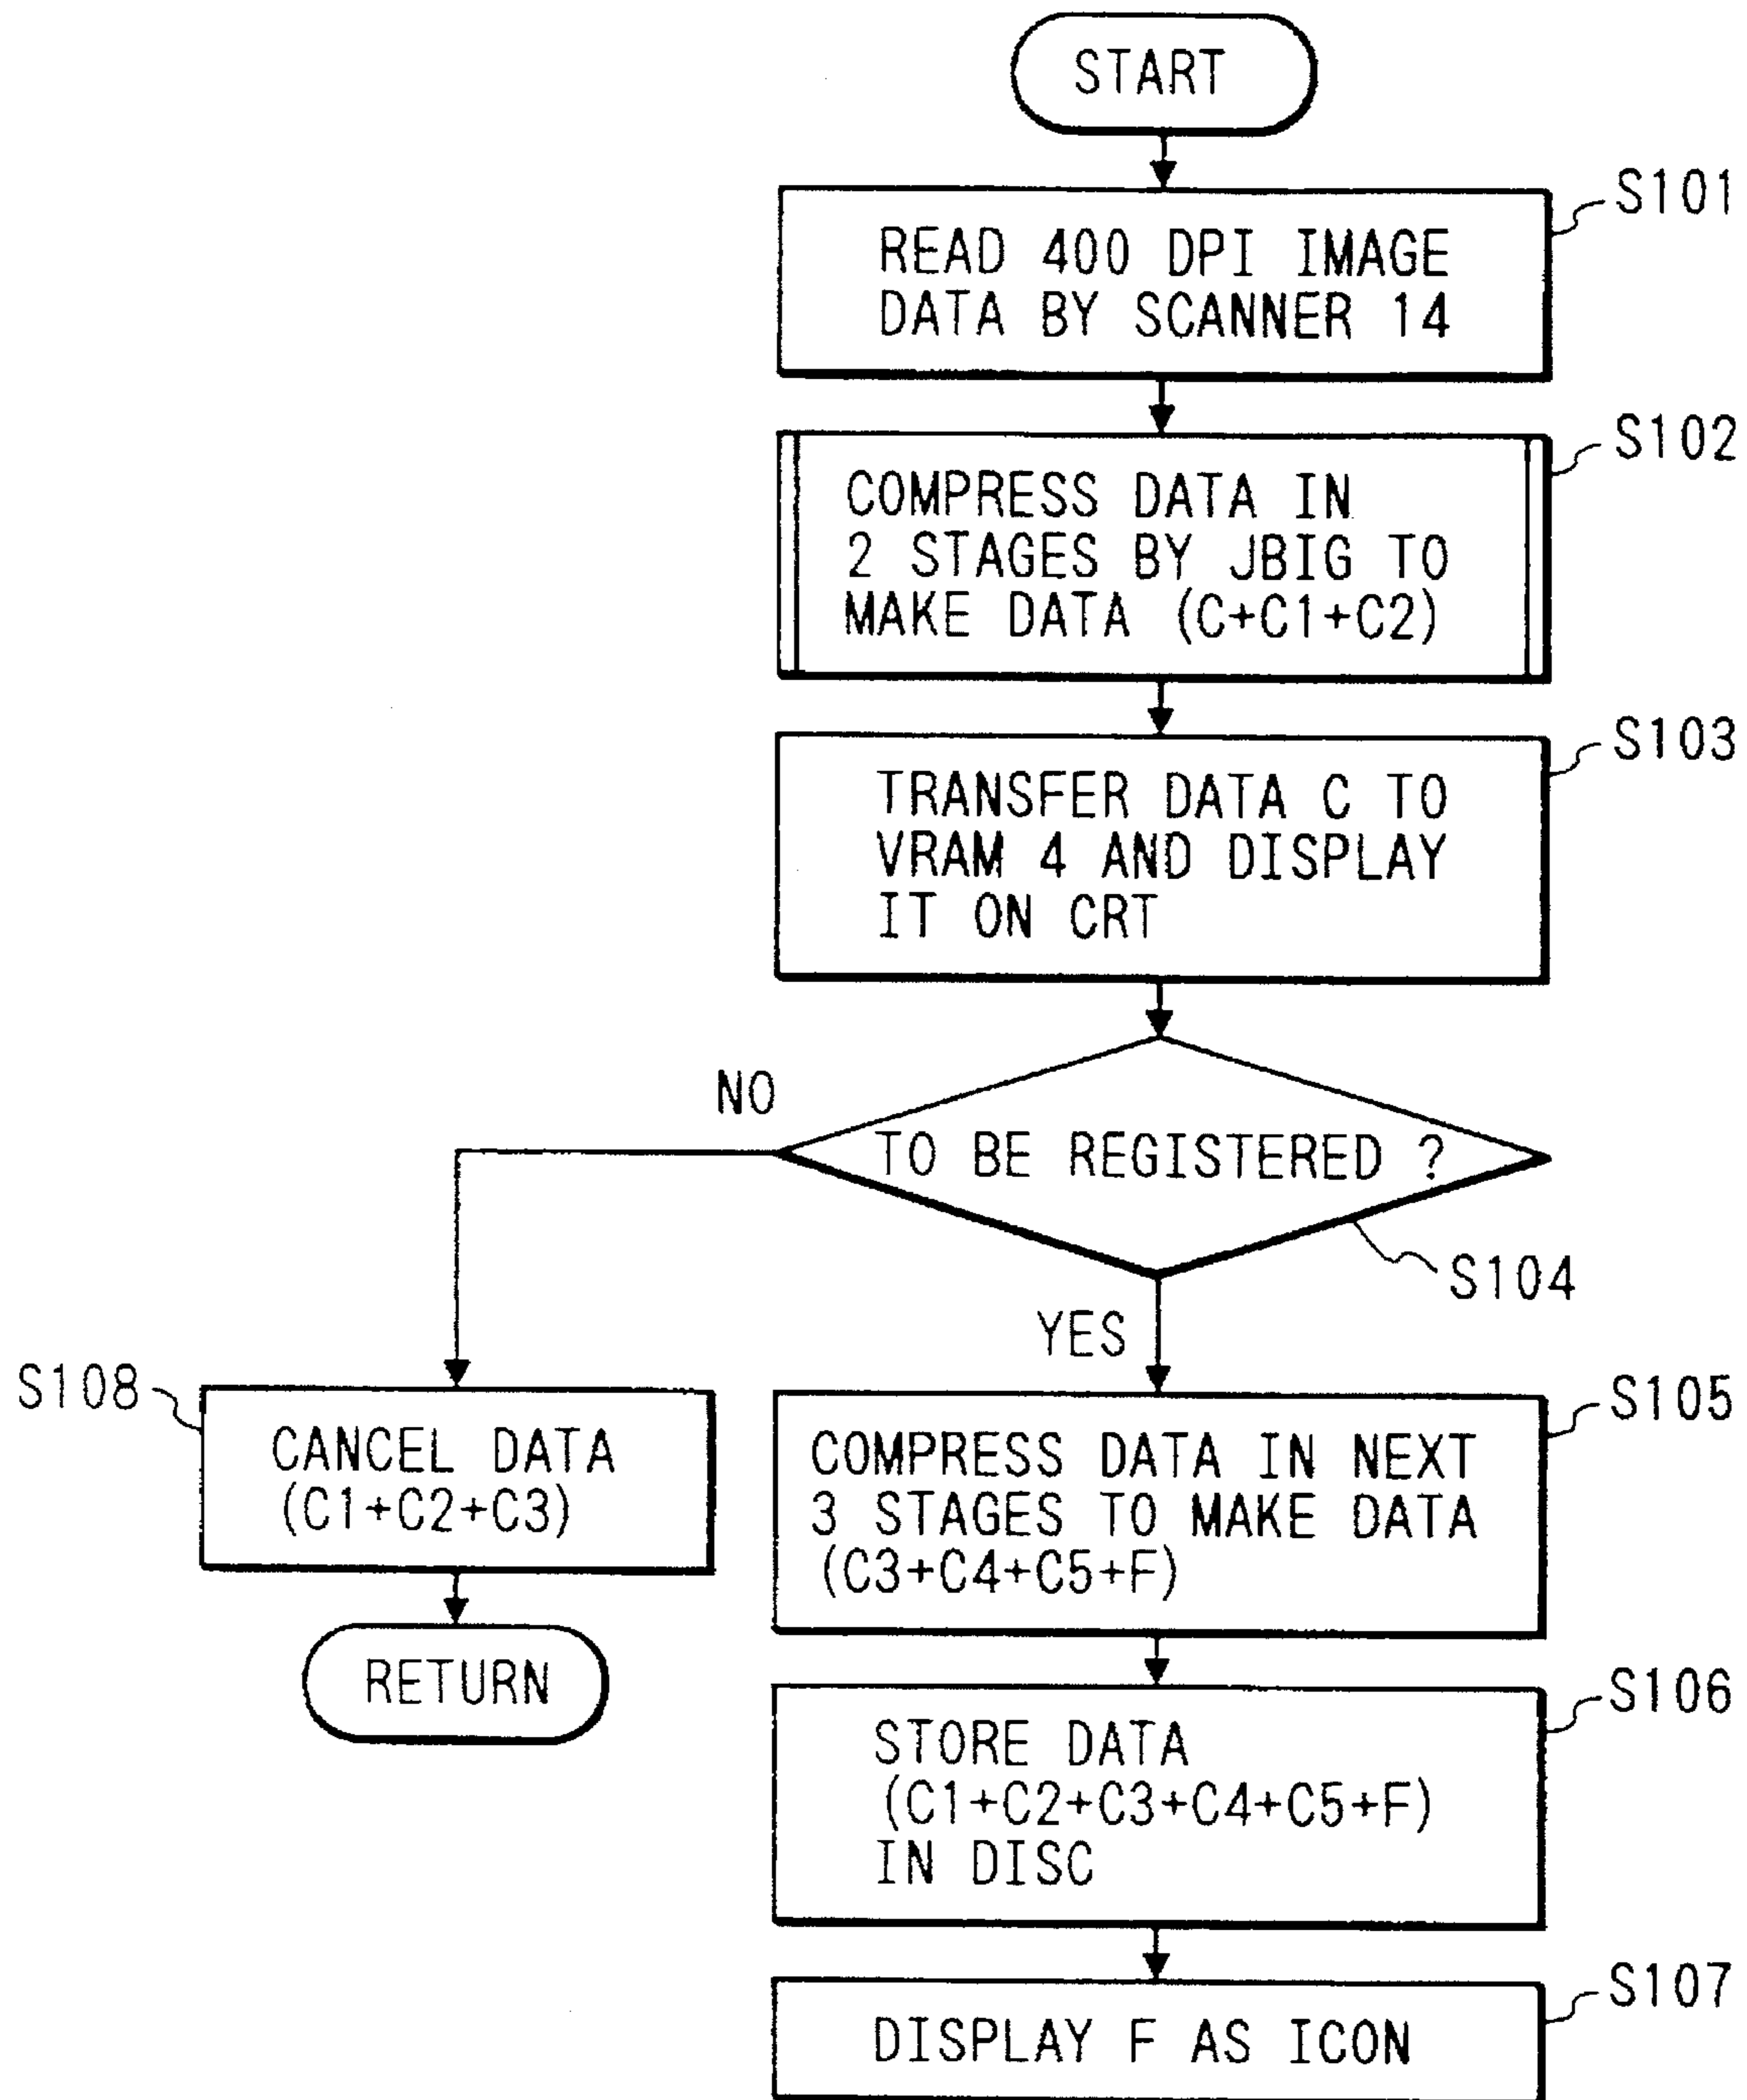 START
S101
READ 400 DPI IMAGE
DATA BY SCANNER 14
S102
COMPRESS DATA IN
2 STAGES BY JBIG TO
MAKE DATA (C+C1+C2)
S103
TRANSFER DATA C TO
VRAM 4 AND DISPLAY
IT ON CRT
NO
TO BE REGISTERED ?
S104
YES
S108
CANCEL DATA
(C1+C2+C3)
RETURN
S105
COMPRESS DATA IN NEXT
3 STAGES TO MAKE DATA
(C3+C4+C5+F)
S106
STORE DATA
(C1+C2+C3+C4+C5+F)
IN DISC
S107
DISPLAY F AS ICON